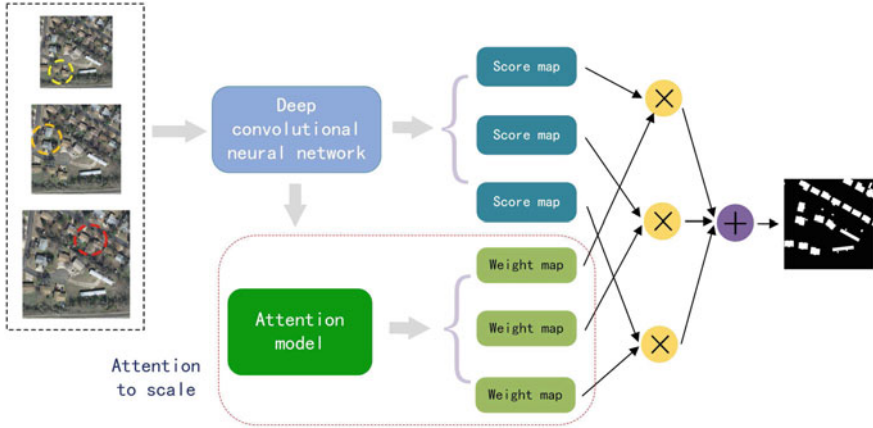 Deep
convolutional
neural network
Score map
Score map
Score map
Attention
model
Weight map
Weight map
Weight map
Attention
to scale